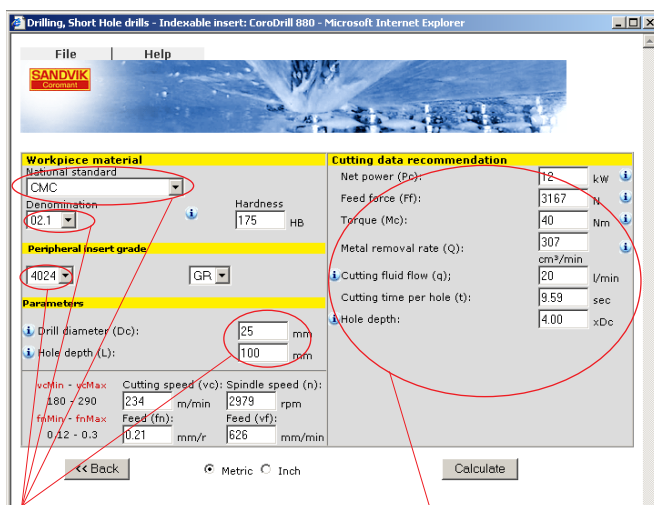 Drilling, Short Hole drills - Indexable insert: CoroDrill 880 - Microsoft Internet Explorer
File | Help
SANDVIK
Coromant
Workpiece material
National standard
CMC
Denomination
Hardness
02.1
175 HB
Peripheral insert grade
4024
GR
Parameters
Drill diameter (Dc): 25 mm
Hole depth (L): 100 mm
vcMin - vcMax Cutting speed (vc): Spindle speed (n):
180 - 290 234 m/min 2979 rpm
fnMin - fnMax Feed (fn): Feed (vf):
0.12 - 0.3 0.21 mm/r 626 mm/min
Cutting data recommendation
Net power (Pc): 12 kW
Feed force (Ff): 3167 N
Torque (Mc): 40 Nm
Metal removal rate (Q): 307
cm³/min
Cutting fluid flow (q); 20 l/min
Cutting time per hole (t): 9.59 sec
Hole depth: 4.00 xDc
<< Back
Metric Inch
Calculate